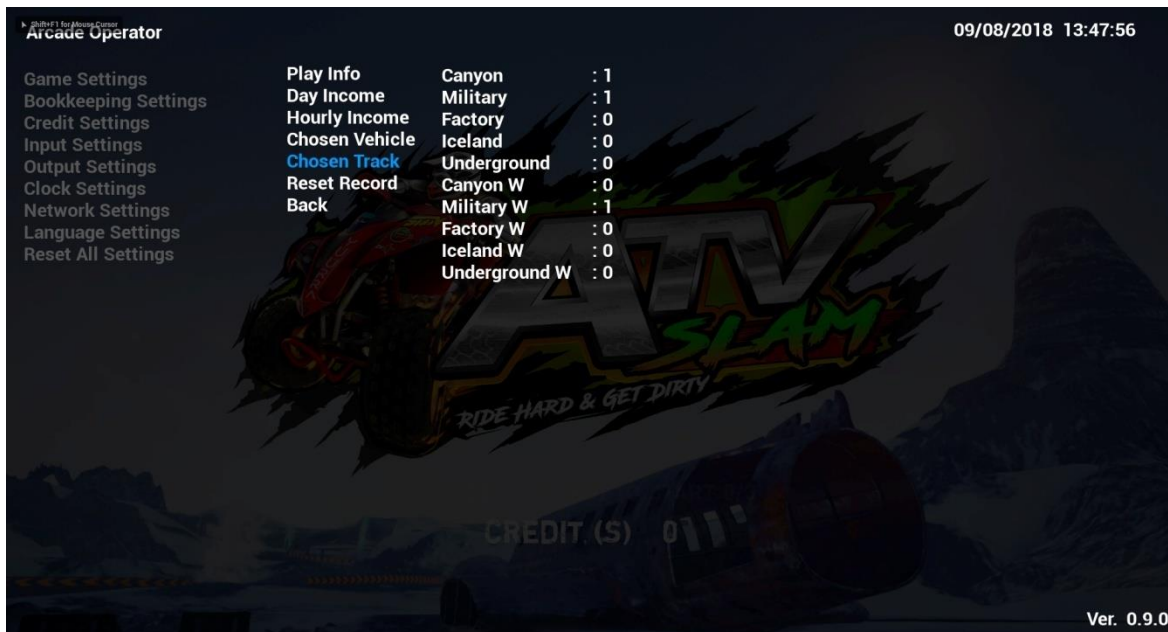 Shift+F1 for Mouse Cursor
Arcade Operator
09/08/2018 13:47:56
Game Settings
Bookkeeping Settings
Credit Settings
Input Settings
Output Settings
Clock Settings
Network Settings
Language Settings
Reset All Settings
Play Info
Day Income
Hourly Income
Chosen Vehicle
Chosen Track
Reset Record
Back
Canyon : 1
Military : 1
Factory : 0
Iceland : 0
Underground : 0
Canyon W : 0
Military W : 1
Factory W : 0
Iceland W : 0
Underground W : 0
ATV
SLAM
RIDE HARD & GET DIRTY
CREDIT (S) 0
Ver. 0.9.0